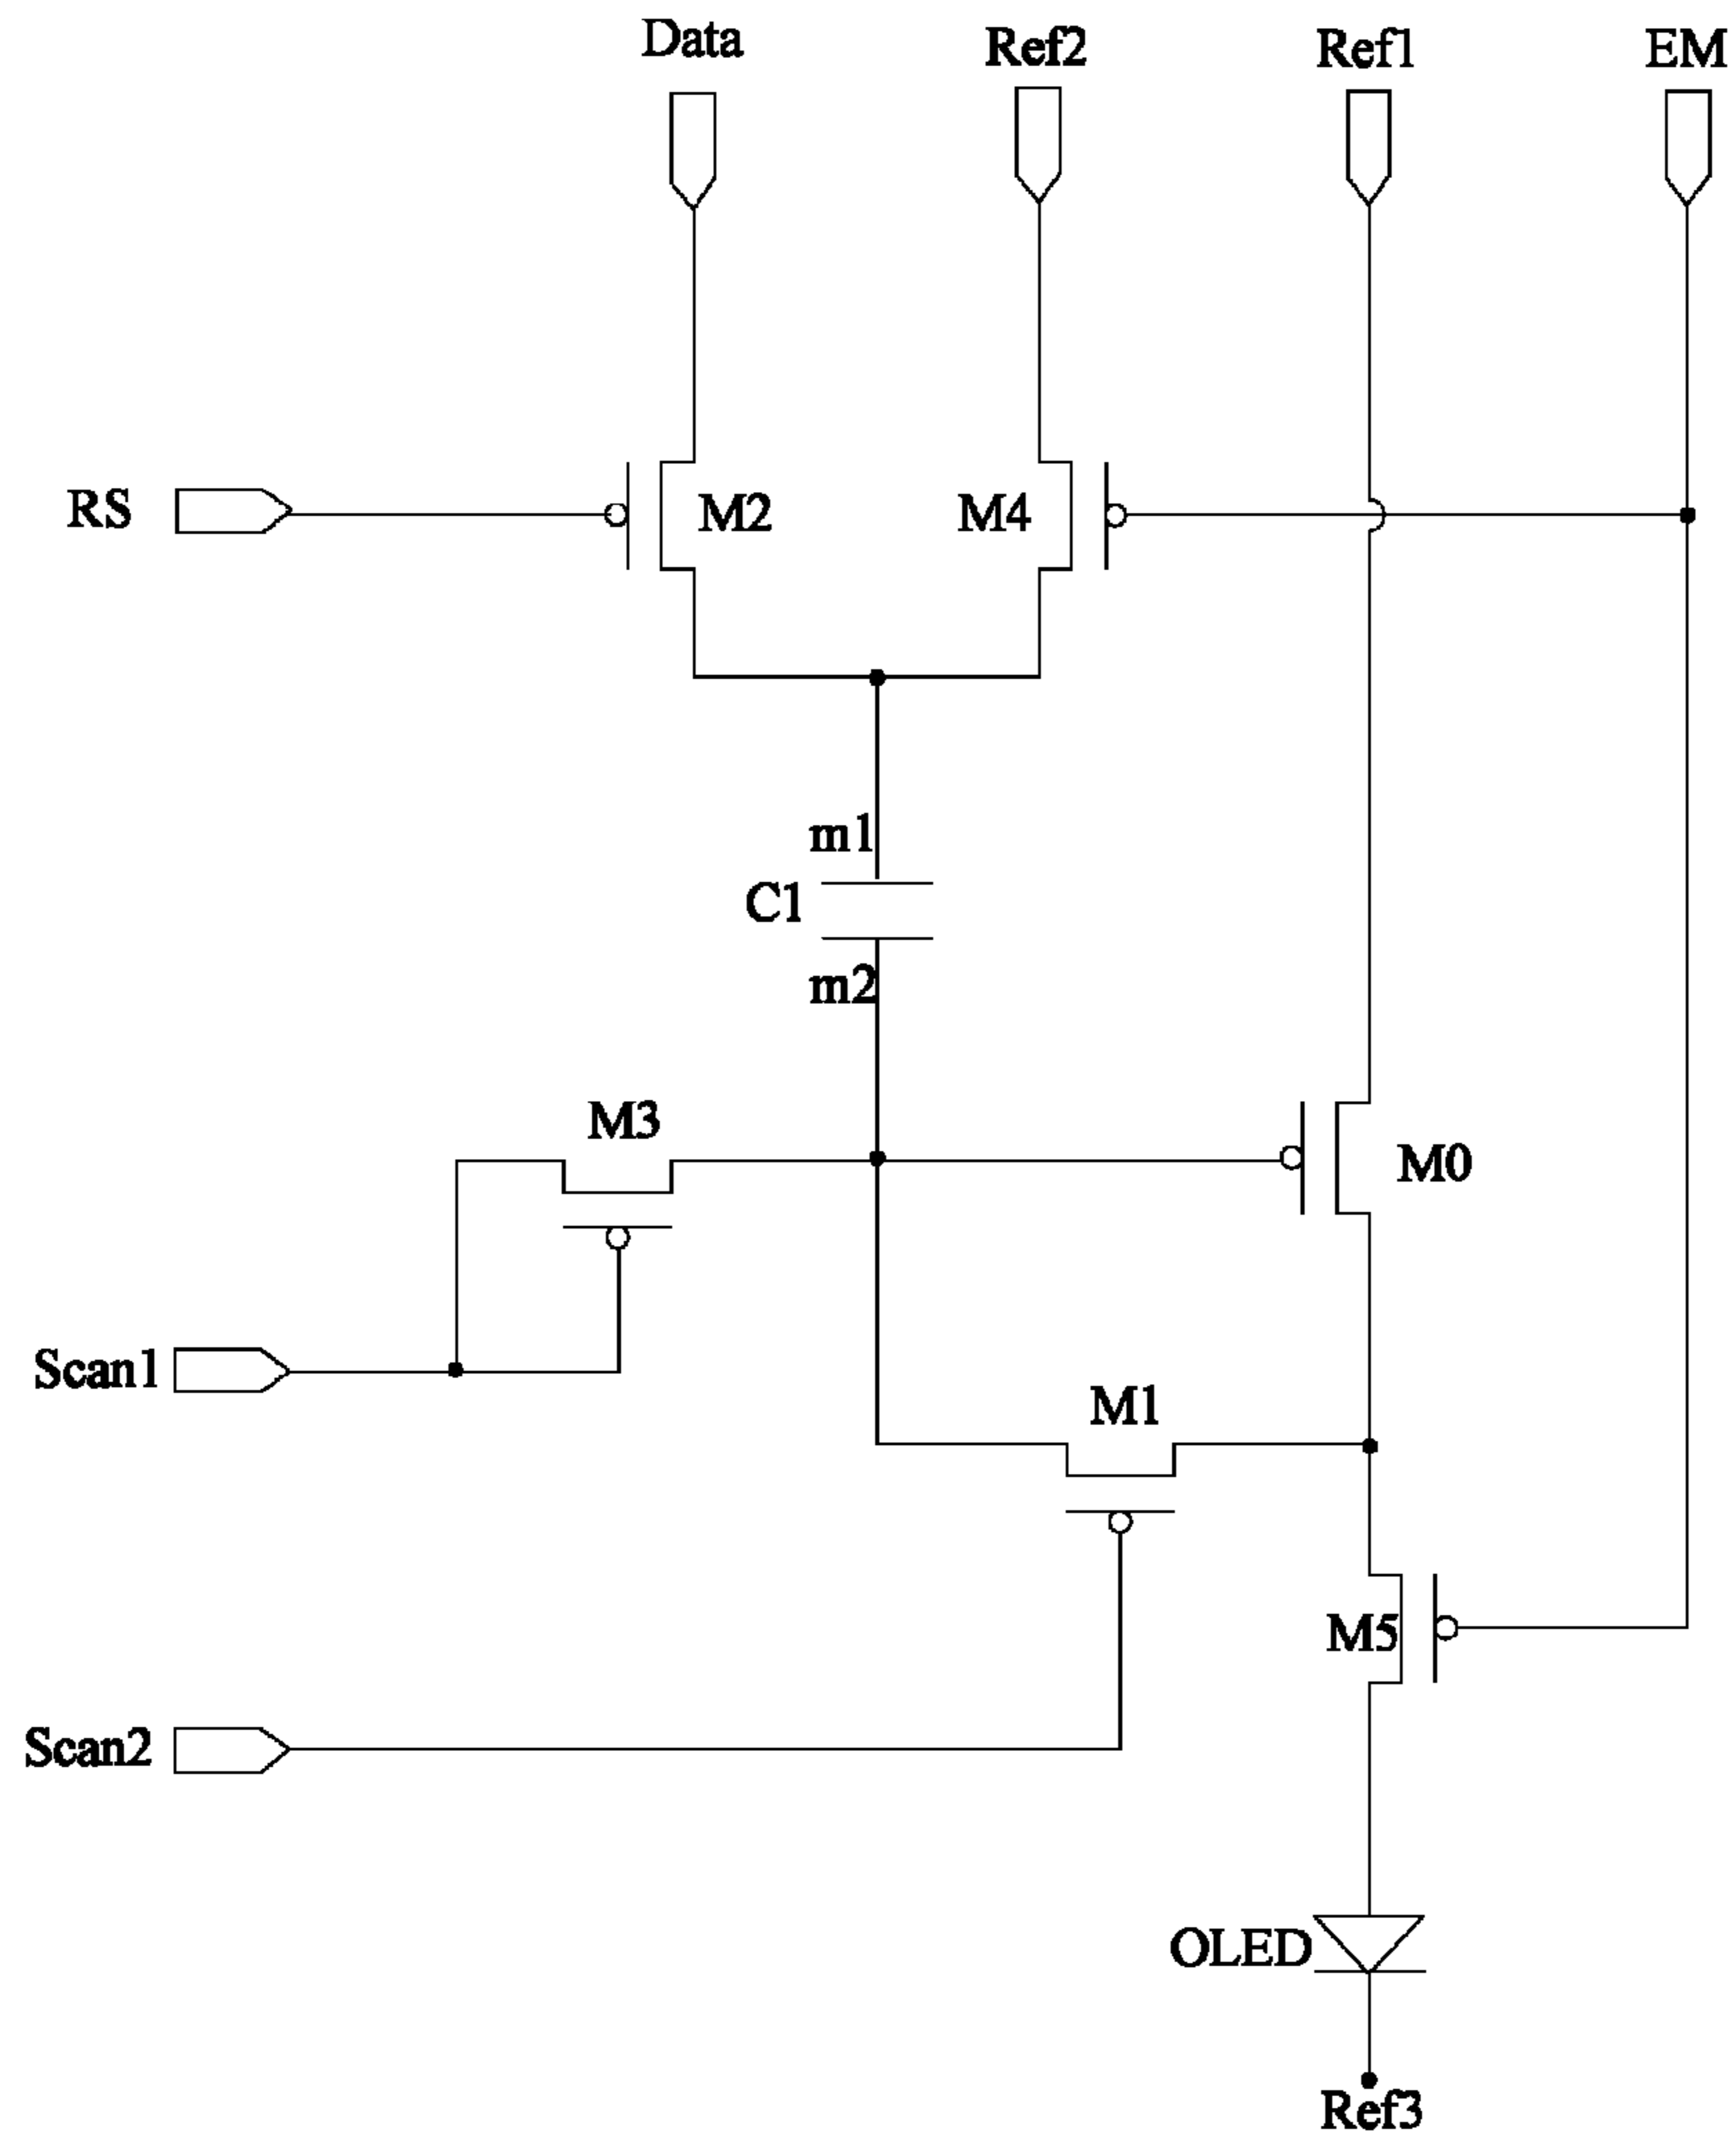 Data
Ref2
Ref1
EM
RS
M2
M4
m1
C1
m2
M3
M0
Scan1
M1
M5
Scan2
OLED
Ref3